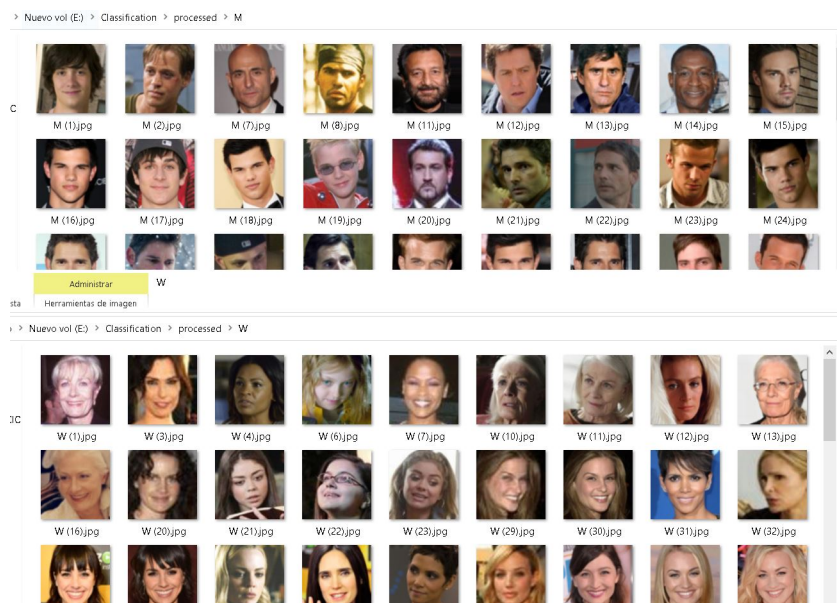 > Nuevo vol (E:) > Classification > processed > M
M (1).jpg M (2).jpg M (7).jpg M (8).jpg M (11).jpg M (12).jpg M (13).jpg M (14).jpg M (15).jpg
M (16).jpg M (17).jpg M (18).jpg M (19).jpg M (20).jpg M (21).jpg M (22).jpg M (23).jpg M (24).jpg
Administrar W
sta Herramientas de imagen
> Nuevo vol (E:) > Classification > processed > W
W (1).jpg W (3).jpg W (4).jpg W (6).jpg W (7).jpg W (10).jpg W (11).jpg W (12).jpg W (13).jpg
W (16).jpg W (20).jpg W (21).jpg W (22).jpg W (23).jpg W (29).jpg W (30).jpg W (31).jpg W (32).jpg